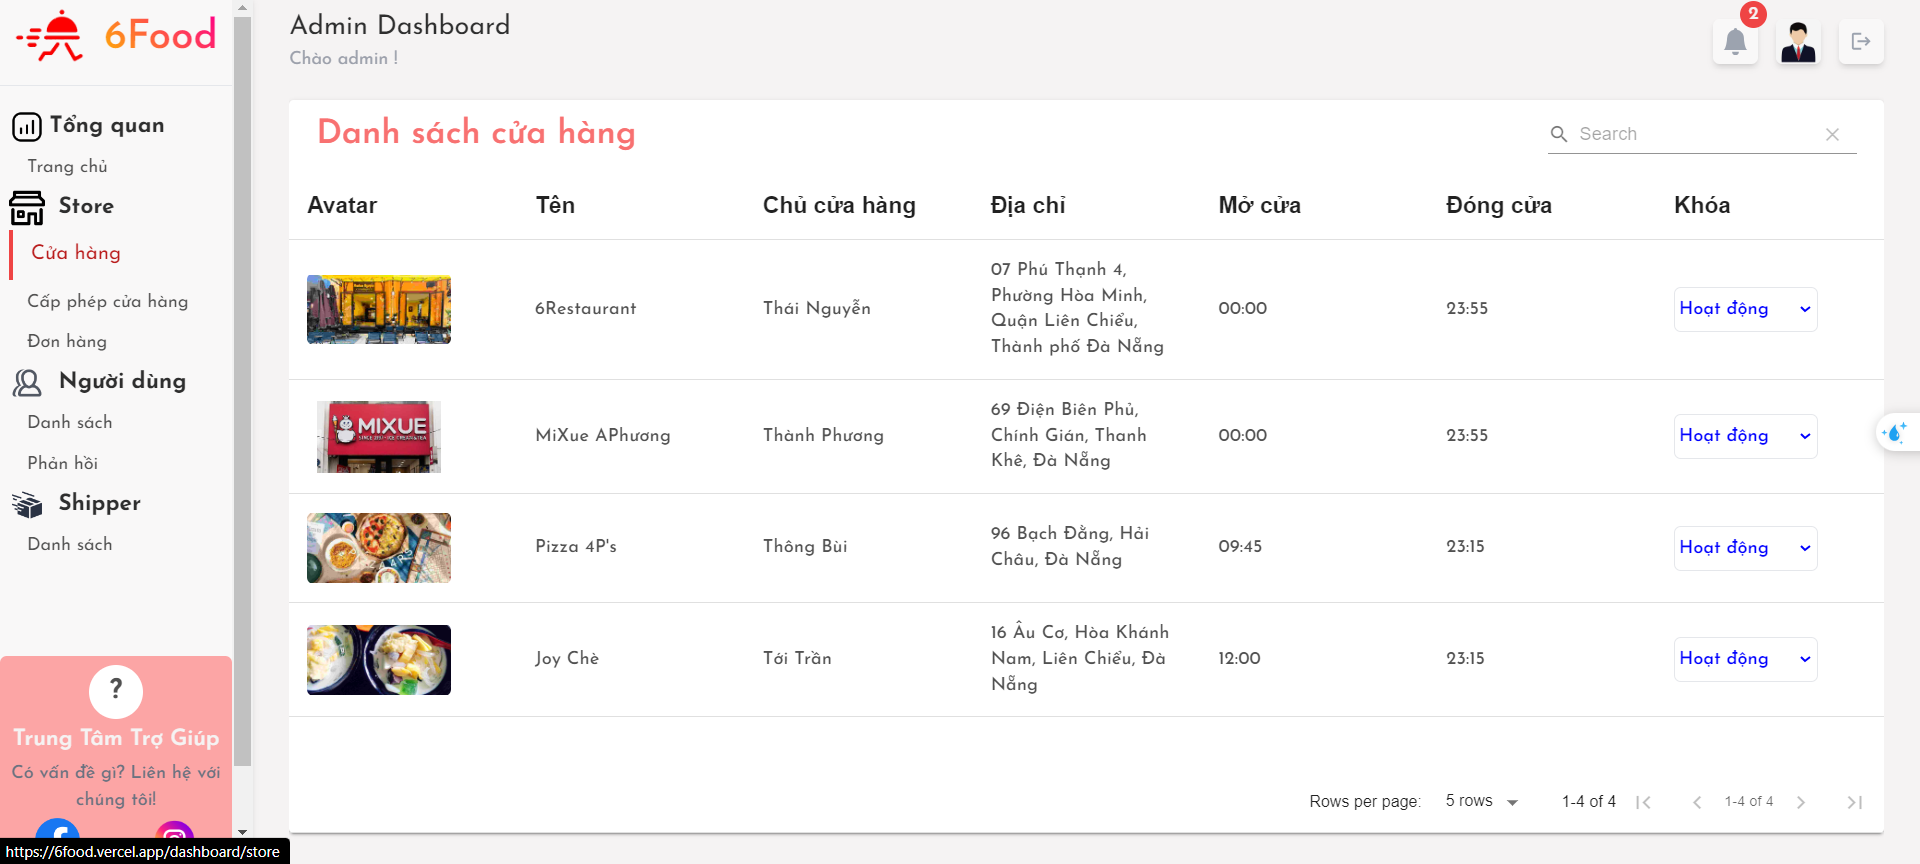 6Food
Admin Dashboard
Chào admin !
2
Tổng quan
Trang chủ
Store
Cửa hàng
Cấp phép cửa hàng
Đơn hàng
Người dùng
Danh sách
Phản hồi
Shipper
Danh sách
?
Trung Tâm Trợ Giúp
Có vấn đề gì? Liên hệ với
chúng tôi!
Danh sách cửa hàng
Search
Avatar Tên Chủ cửa hàng Địa chỉ Mở cửa Đóng cửa Khóa
6Restaurant Thái Nguyễn
07 Phú Thạnh 4,
Phường Hòa Minh,
Quận Liên Chiểu,
Thành phố Đà Nẵng
00:00 23:55 Hoạt động
MIXUE
MiXue APhương Thành Phương
69 Điện Biên Phủ,
Chính Gián, Thanh
Khê, Đà Nẵng
00:00 23:55 Hoạt động
Pizza 4P's Thông Bùi
96 Bạch Đằng, Hải
Châu, Đà Nẵng
09:45 23:15 Hoạt động
Joy Chè Tới Trần
16 Âu Cơ, Hòa Khánh
Nam, Liên Chiểu, Đà
Nẵng
12:00 23:15 Hoạt động
Rows per page: 5 rows 1-4 of 4 1-4 of 4
https://6food.vercel.app/dashboard/store